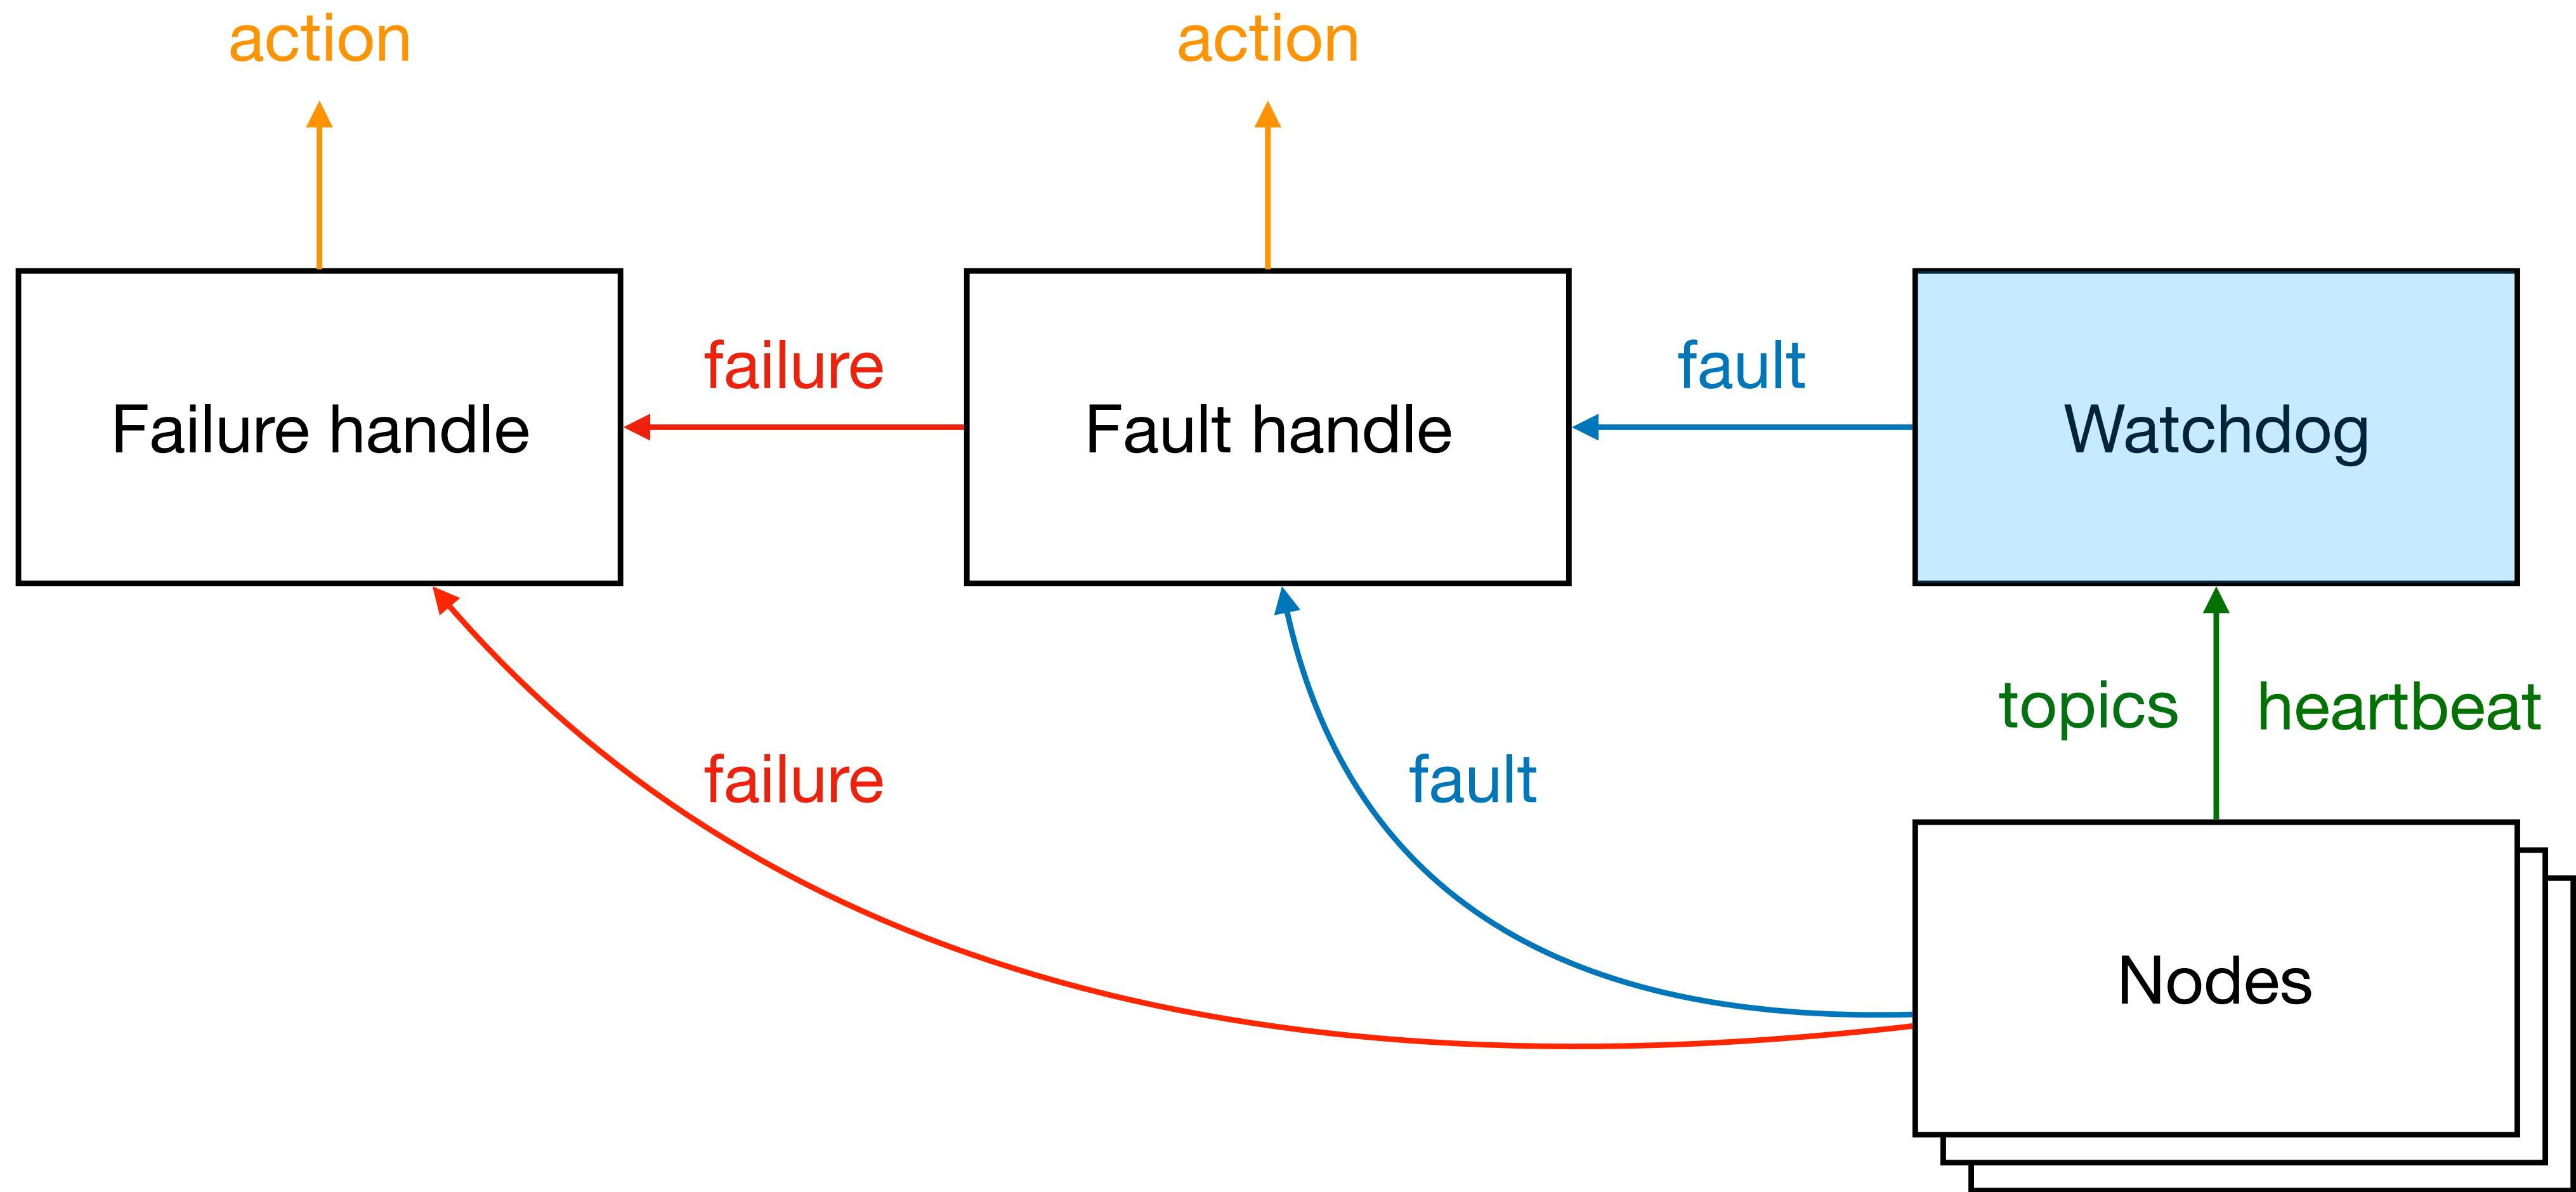 action
action
failure
fault
Failure handle
Fault handle
Watchdog
topics
heartbeat
failure
fault
Nodes